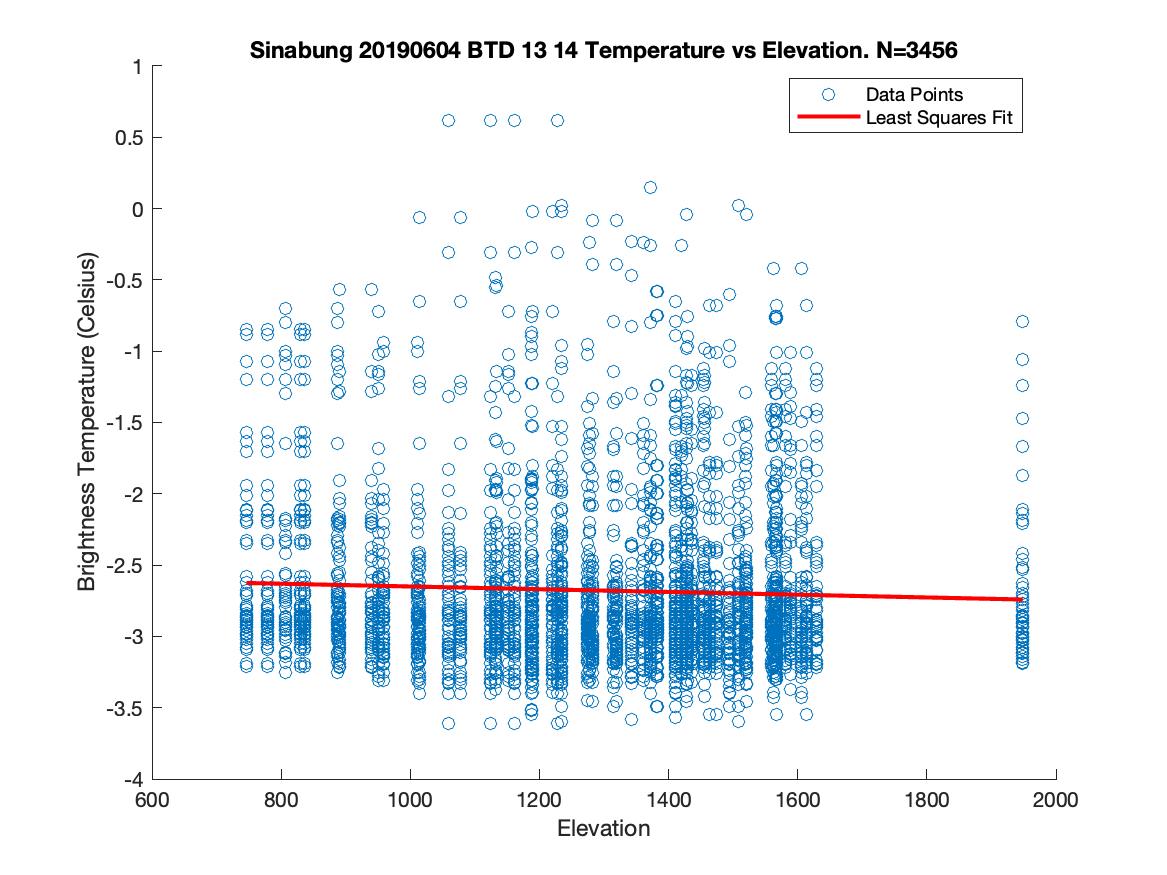 Sinabung 20190604 BTD 13 14 Temperature vs Elevation. N=3456
Data Points
Least Squares Fit
1
0.5
0
-0.5
-1
-1.5
-2
-2.5
-3
-3.5
-4
Brightness Temperature (Celsius)
600 800 1000 1200 1400 1600 1800 2000
Elevation